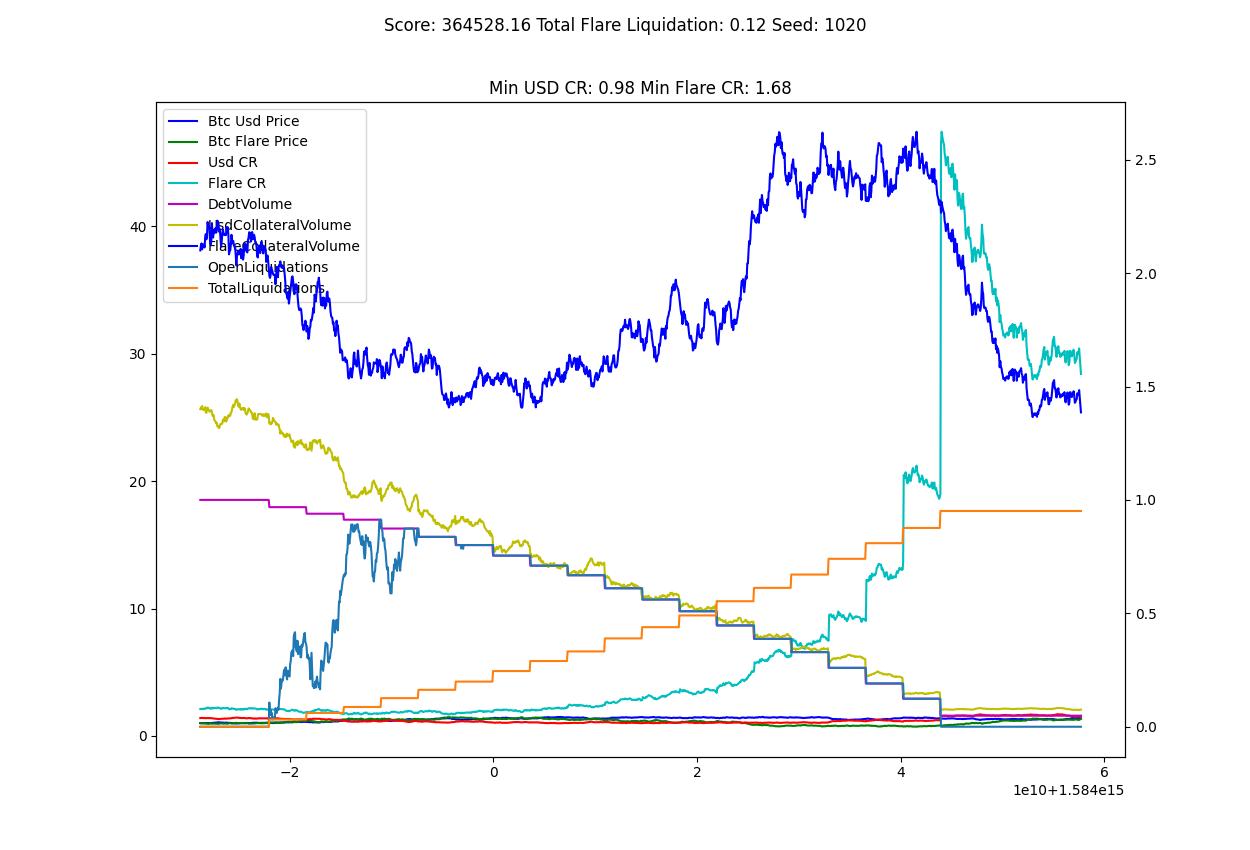 Score: 364528.16 Total Flare Liquidation: 0.12 Seed: 1020
Min USD CR: 0.98 Min Flare CR: 1.68
Btc Usd Price
Btc Flare Price
Usd CR
Flare CR
DebtVolume
UsdCollateralVolume
FlareCollateralVolume
OpenLiquidations
TotalLiquidations
40
30
20
10
0
2.5
2.0
1.5
1.0
0.5
0.0
−2 0 2 4 6
1e10+1.584e15